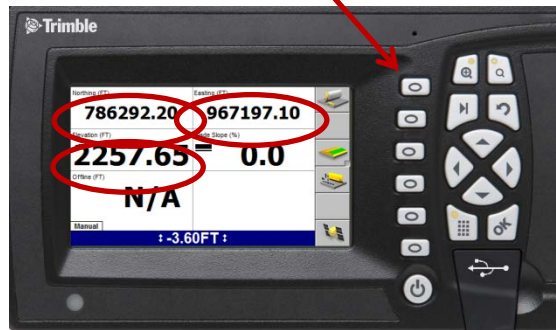 Trimble
Northing (FT)
Easting (FT)
786292.20
967197.10
Elevation (FT)
Slope (%)
2257.65
0.0
Offline (FT)
N/A
Manual
-3.60FT
OK